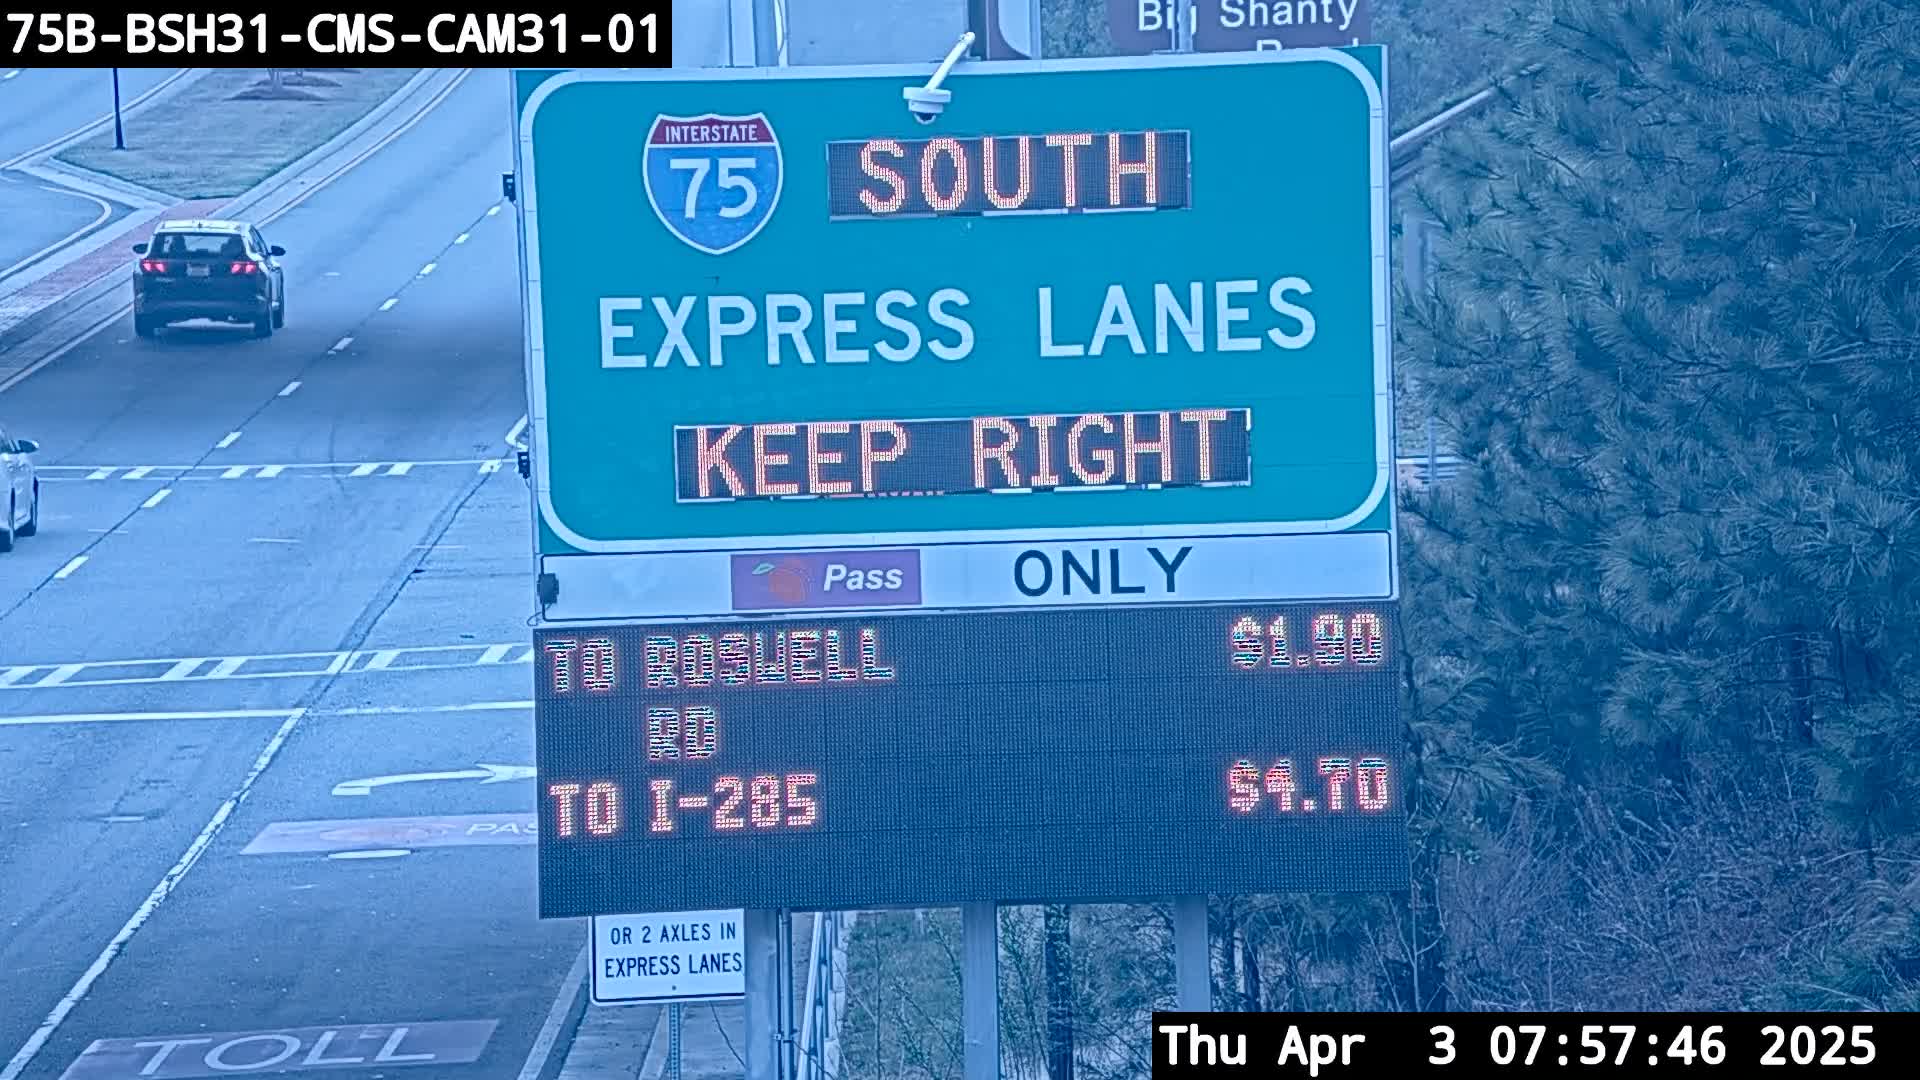 75B-BSH31-CMS-CAM31-01
Big Shanty
INTERSTATE
75
SOUTH
EXPRESS LANES
KEEP RIGHT
Pass ONLY
TO ROSWELL $1.90
RD
TO I-285 $4.70
OR 2 AXLES IN
EXPRESS LANES
TOLL
Thu Apr 3 07:57:46 2025